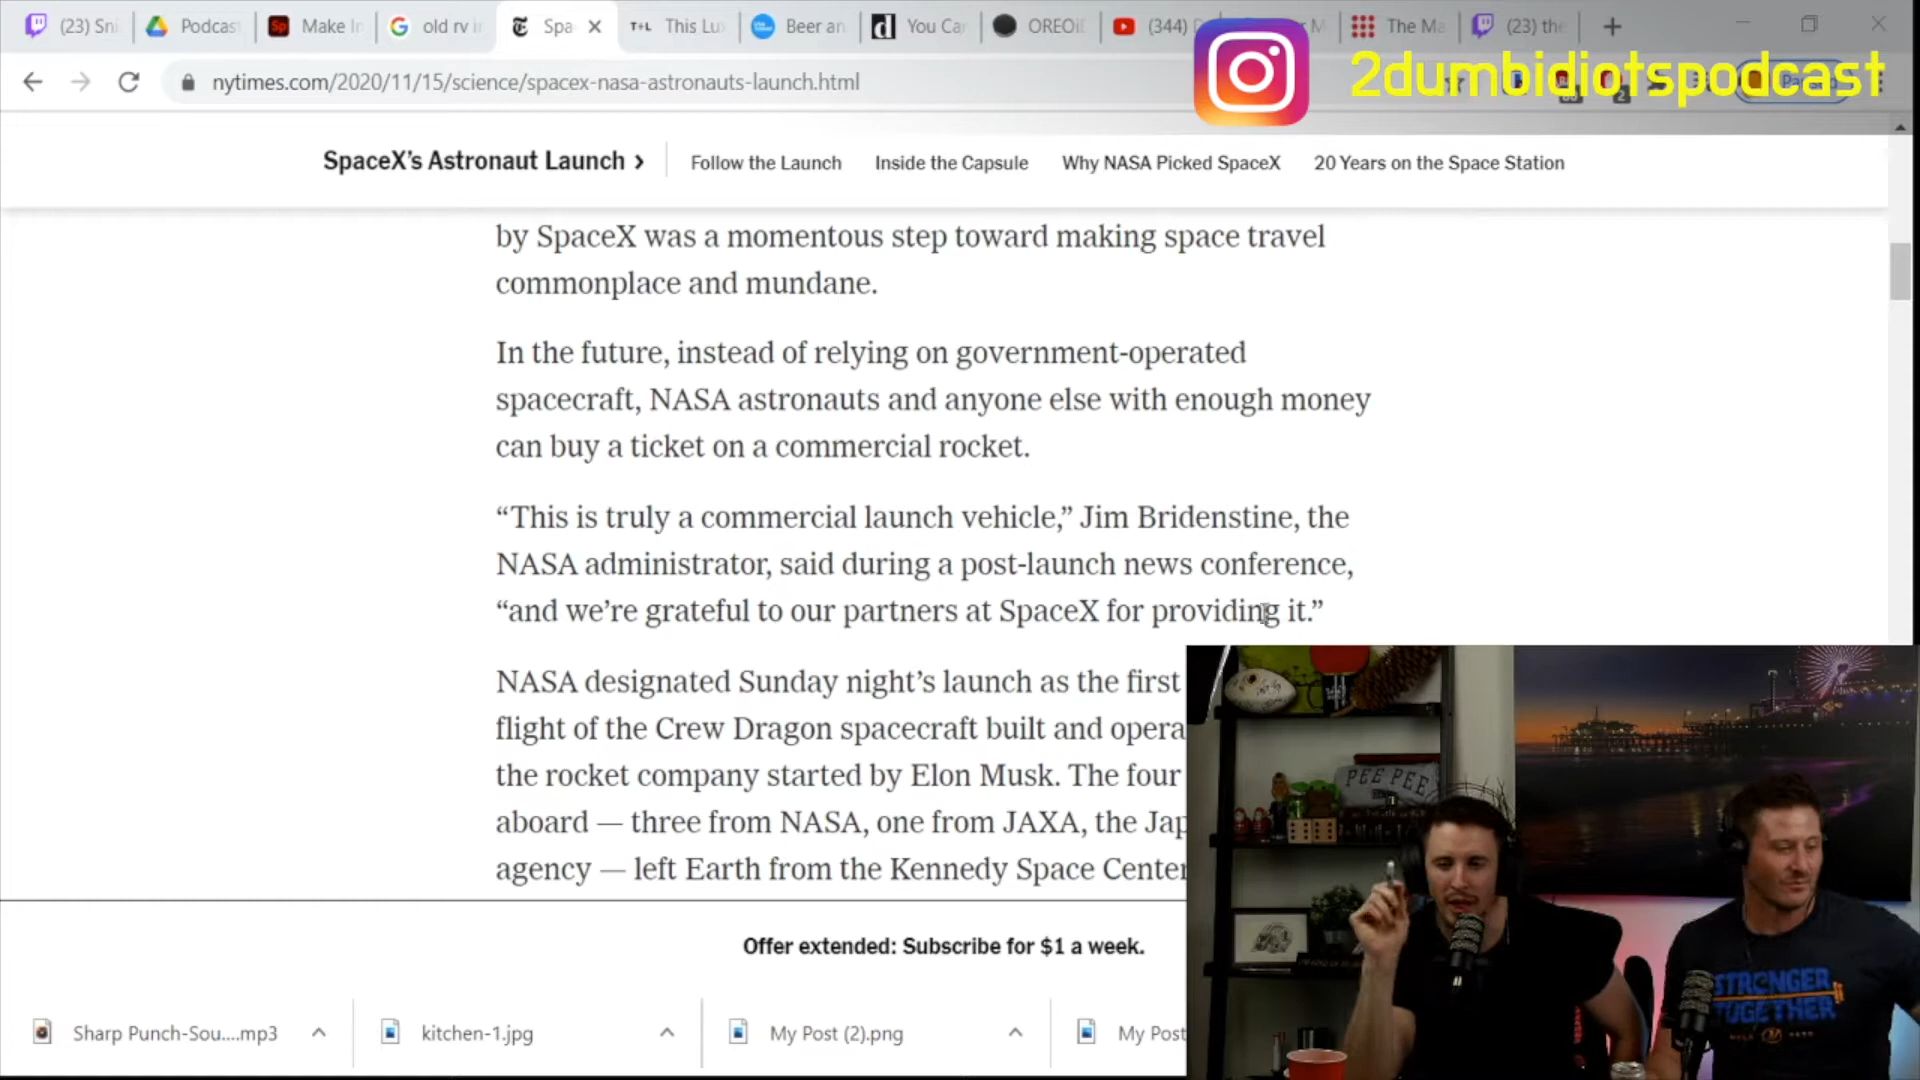 (23) Sni
Podcast
Make In
old rv in
Spa
This Lu
Beer an
You Car
OREOi
(344)
The Ma
(23) the
nytimes.com/2020/11/15/science/spacex-nasa-astronauts-launch.html
2dumbidiotspodcast
SpaceX’s Astronaut Launch
Follow the Launch
Inside the Capsule
Why NASA Picked SpaceX
20 Years on the Space Station
by SpaceX was a momentous step toward making space travel
commonplace and mundane.
In the future, instead of relying on government-operated
spacecraft, NASA astronauts and anyone else with enough money
can buy a ticket on a commercial rocket.
“This is truly a commercial launch vehicle,” Jim Bridenstine, the
NASA administrator, said during a post-launch news conference,
“and we’re grateful to our partners at SpaceX for providing it.”
NASA designated Sunday night’s launch as the first
flight of the Crew Dragon spacecraft built and opera
the rocket company started by Elon Musk. The four
aboard — three from NASA, one from JAXA, the Jap
agency — left Earth from the Kennedy Space Center
PEE PEE
STRONGER
TOGETHER
Offer extended: Subscribe for $1 a week.
Sharp Punch-Sou....mp3
kitchen-1.jpg
My Post (2).png
My Post